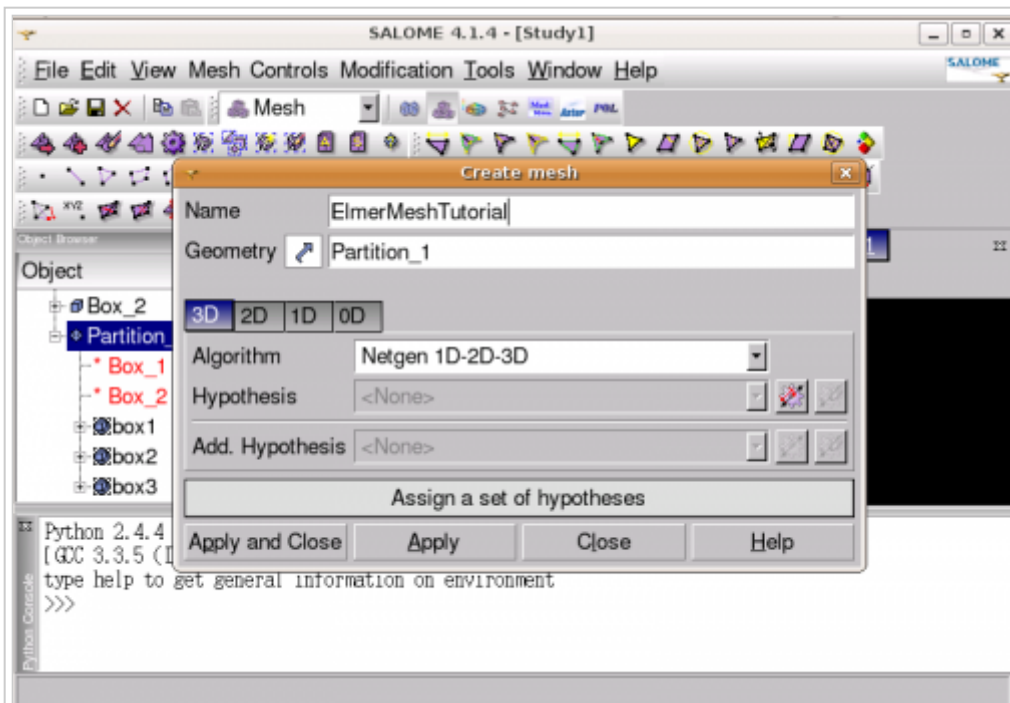 SALOME 4.1.4 - [Study1]
File Edit View Mesh Controls Modification Tools Window Help
SALOME
Mesh
POL
Create mesh
Name ElmerMeshTutorial
Geometry Partition_1
1
Object Browser
Object
Box_2
Partition_
Box_1
Box_2
box1
box2
box3
3D 2D 1D 0D
Algorithm Netgen 1D-2D-3D
Hypothesis <None>
Add. Hypothesis <None>
Assign a set of hypotheses
Apply and Close Apply Close Help
Python 2.4.4
[GCC 3.3.5 (D
type help to get general information on environment
>>>
Python Console